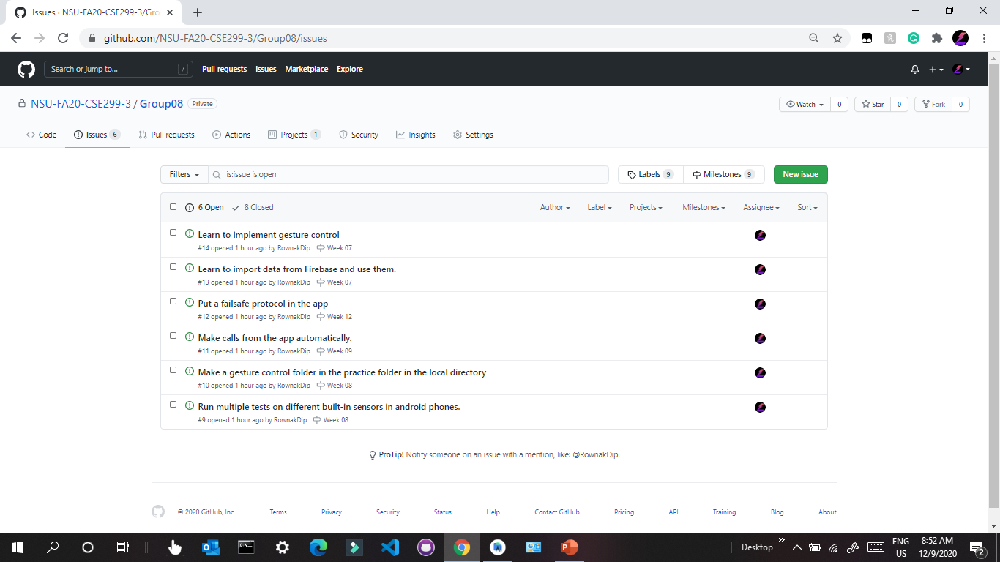 Issues · NSU-FA20-CSE299-3/Gro
github.com/NSU-FA20-CSE299-3/Group08/issues
Search or jump to... / Pull requests Issues Marketplace Explore
NSU-FA20-CSE299-3 / Group08 Private Watch 0 Star 0 Fork 0
Code Issues 6 Pull requests Actions Projects 1 Security Insights Settings
Filters is:issue is:open Labels 9 Milestones 9 New issue
6 Open 8 Closed Author Label Projects Milestones Assignee Sort
Learn to implement gesture control
#14 opened 1 hour ago by RownakDip Week 07
Learn to import data from Firebase and use them.
#13 opened 1 hour ago by RownakDip Week 07
Put a failsafe protocol in the app
#12 opened 1 hour ago by RownakDip Week 12
Make calls from the app automatically.
#11 opened 1 hour ago by RownakDip Week 09
Make a gesture control folder in the practice folder in the local directory
#10 opened 1 hour ago by RownakDip Week 08
Run multiple tests on different built-in sensors in android phones.
#9 opened 1 hour ago by RownakDip Week 08
ProTip! Notify someone on an issue with a mention, like: @RownakDip.
© 2020 GitHub, Inc. Terms Privacy Security Status Help Contact GitHub Pricing API Training Blog About
Desktop ENG 8:52 AM
US 12/9/2020 2